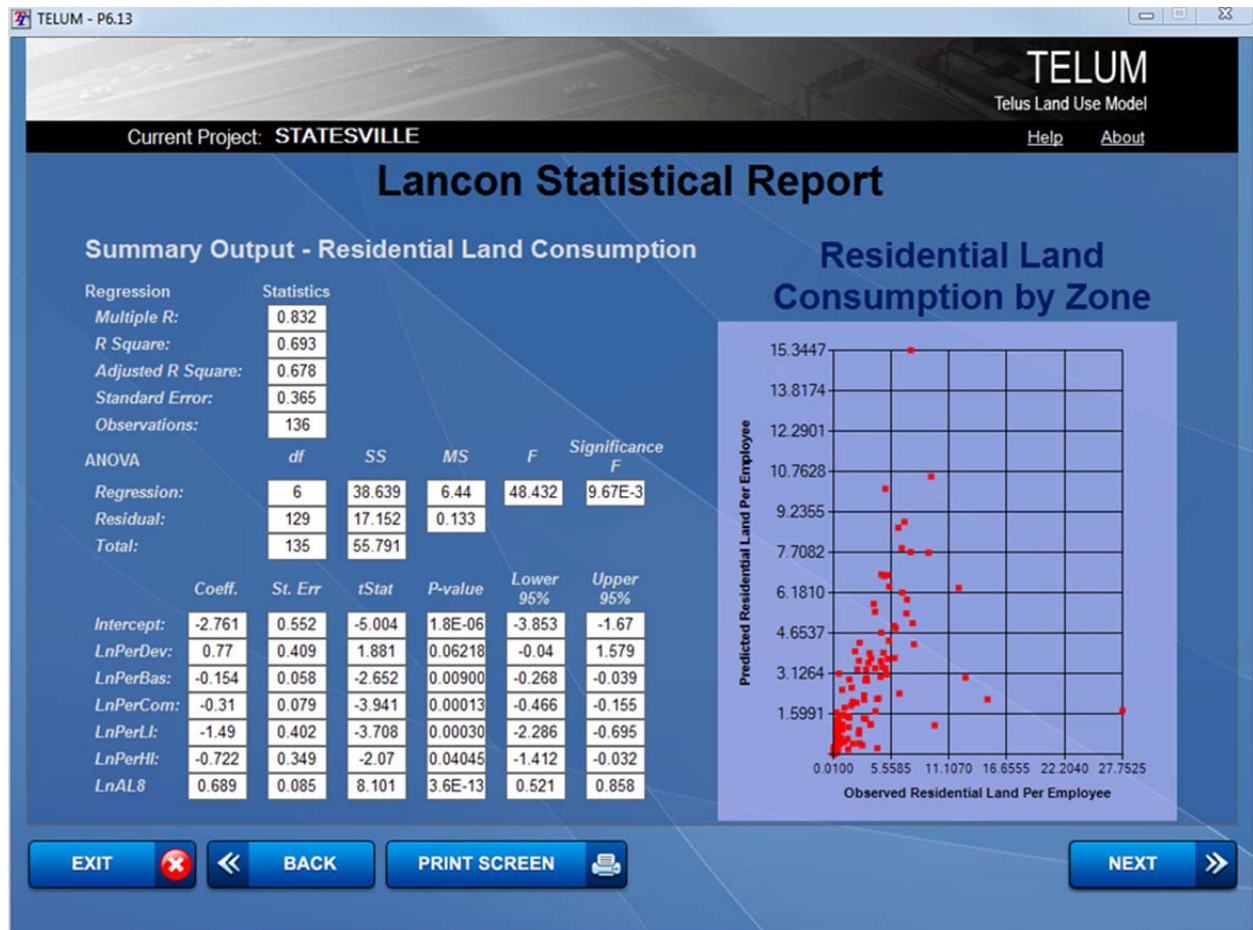 TELUM - P6.13
TELUM
Telus Land Use Model
Current Project: STATESVILLE
Help About
Lancon Statistical Report
Summary Output - Residential Land Consumption
Regression Statistics
Multiple R: 0.832
R Square: 0.693
Adjusted R Square: 0.678
Standard Error: 0.365
Observations: 136
ANOVA df SS MS F Significance F
Regression: 6 38.639 6.44 48.432 9.67E-3
Residual: 129 17.152 0.133
Total: 135 55.791
Coeff. St. Err tStat P-value Lower 95% Upper 95%
Intercept: -2.761 0.552 -5.004 1.8E-06 -3.853 -1.67
LnPerDev: 0.77 0.409 1.881 0.06218 -0.04 1.579
LnPerBas: -0.154 0.058 -2.652 0.00900 -0.268 -0.039
LnPerCom: -0.31 0.079 -3.941 0.00013 -0.466 -0.155
LnPerLI: -1.49 0.402 -3.708 0.00030 -2.286 -0.695
LnPerHI: -0.722 0.349 -2.07 0.04045 -1.412 -0.032
LnAL8 0.689 0.085 8.101 3.6E-13 0.521 0.858
Residential Land
Consumption by Zone
Predicted Residential Land Per Employee
15.3447
13.8174
12.2901
10.7628
9.2355
7.7082
6.1810
4.6537
3.1264
1.5991
0.0100 5.5585 11.1070 16.6555 22.2040 27.7525
Observed Residential Land Per Employee
EXIT BACK PRINT SCREEN NEXT